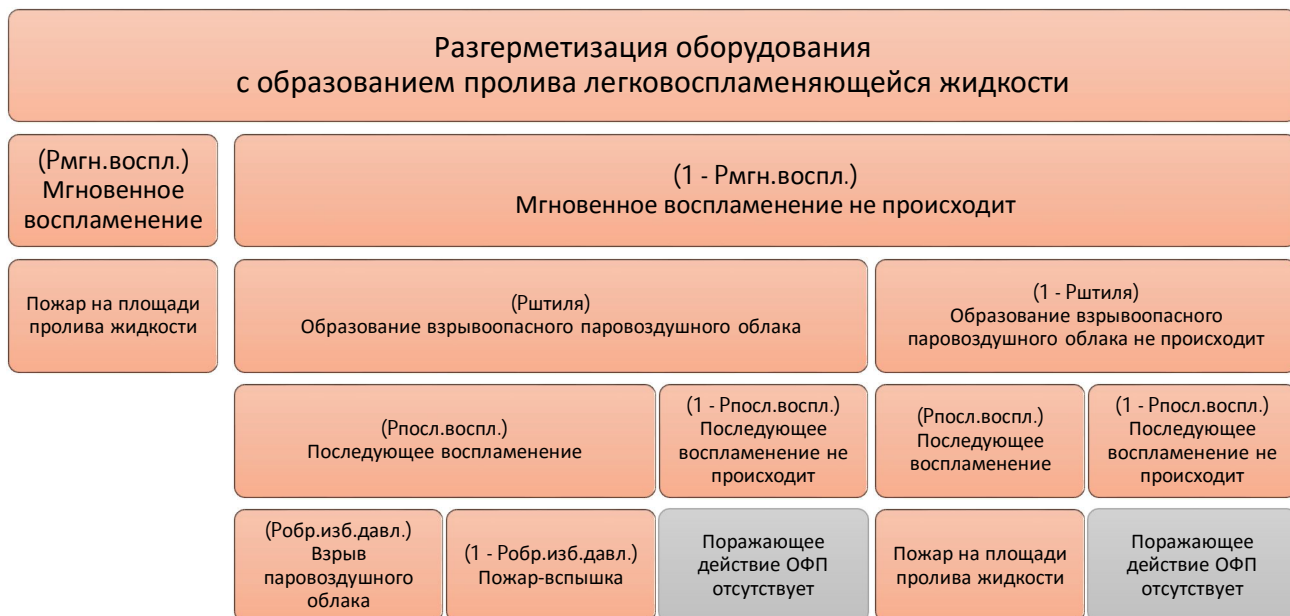 Разгерметизация оборудования
с образованием пролива легковоспламеняющейся жидкости
(Рмгн.воспл.)
Мгновенное
воспламенение
(1 - Рмгн.воспл.)
Мгновенное воспламенение не происходит
Пожар на площади
пролива жидкости
(Рштиля)
Образование взрывоопасного паровоздушного облака
(1 - Рштиля)
Образование взрывоопасного
паровоздушного облака не происходит
(Рпосл.воспл.)
Последующее воспламенение
(1 - Рпосл.воспл.)
Последующее
воспламенение не
происходит
(Рпосл.воспл.)
Последующее
воспламенение
(1 - Рпосл.воспл.)
Последующее
воспламенение не
происходит
(Робр.изб.давл.)
Взрыв
паровоздушного
облака
(1 - Робр.изб.давл.)
Пожар-вспышка
Поражающее
действие ОФП
отсутствует
Пожар на площади
пролива жидкости
Поражающее
действие ОФП
отсутствует